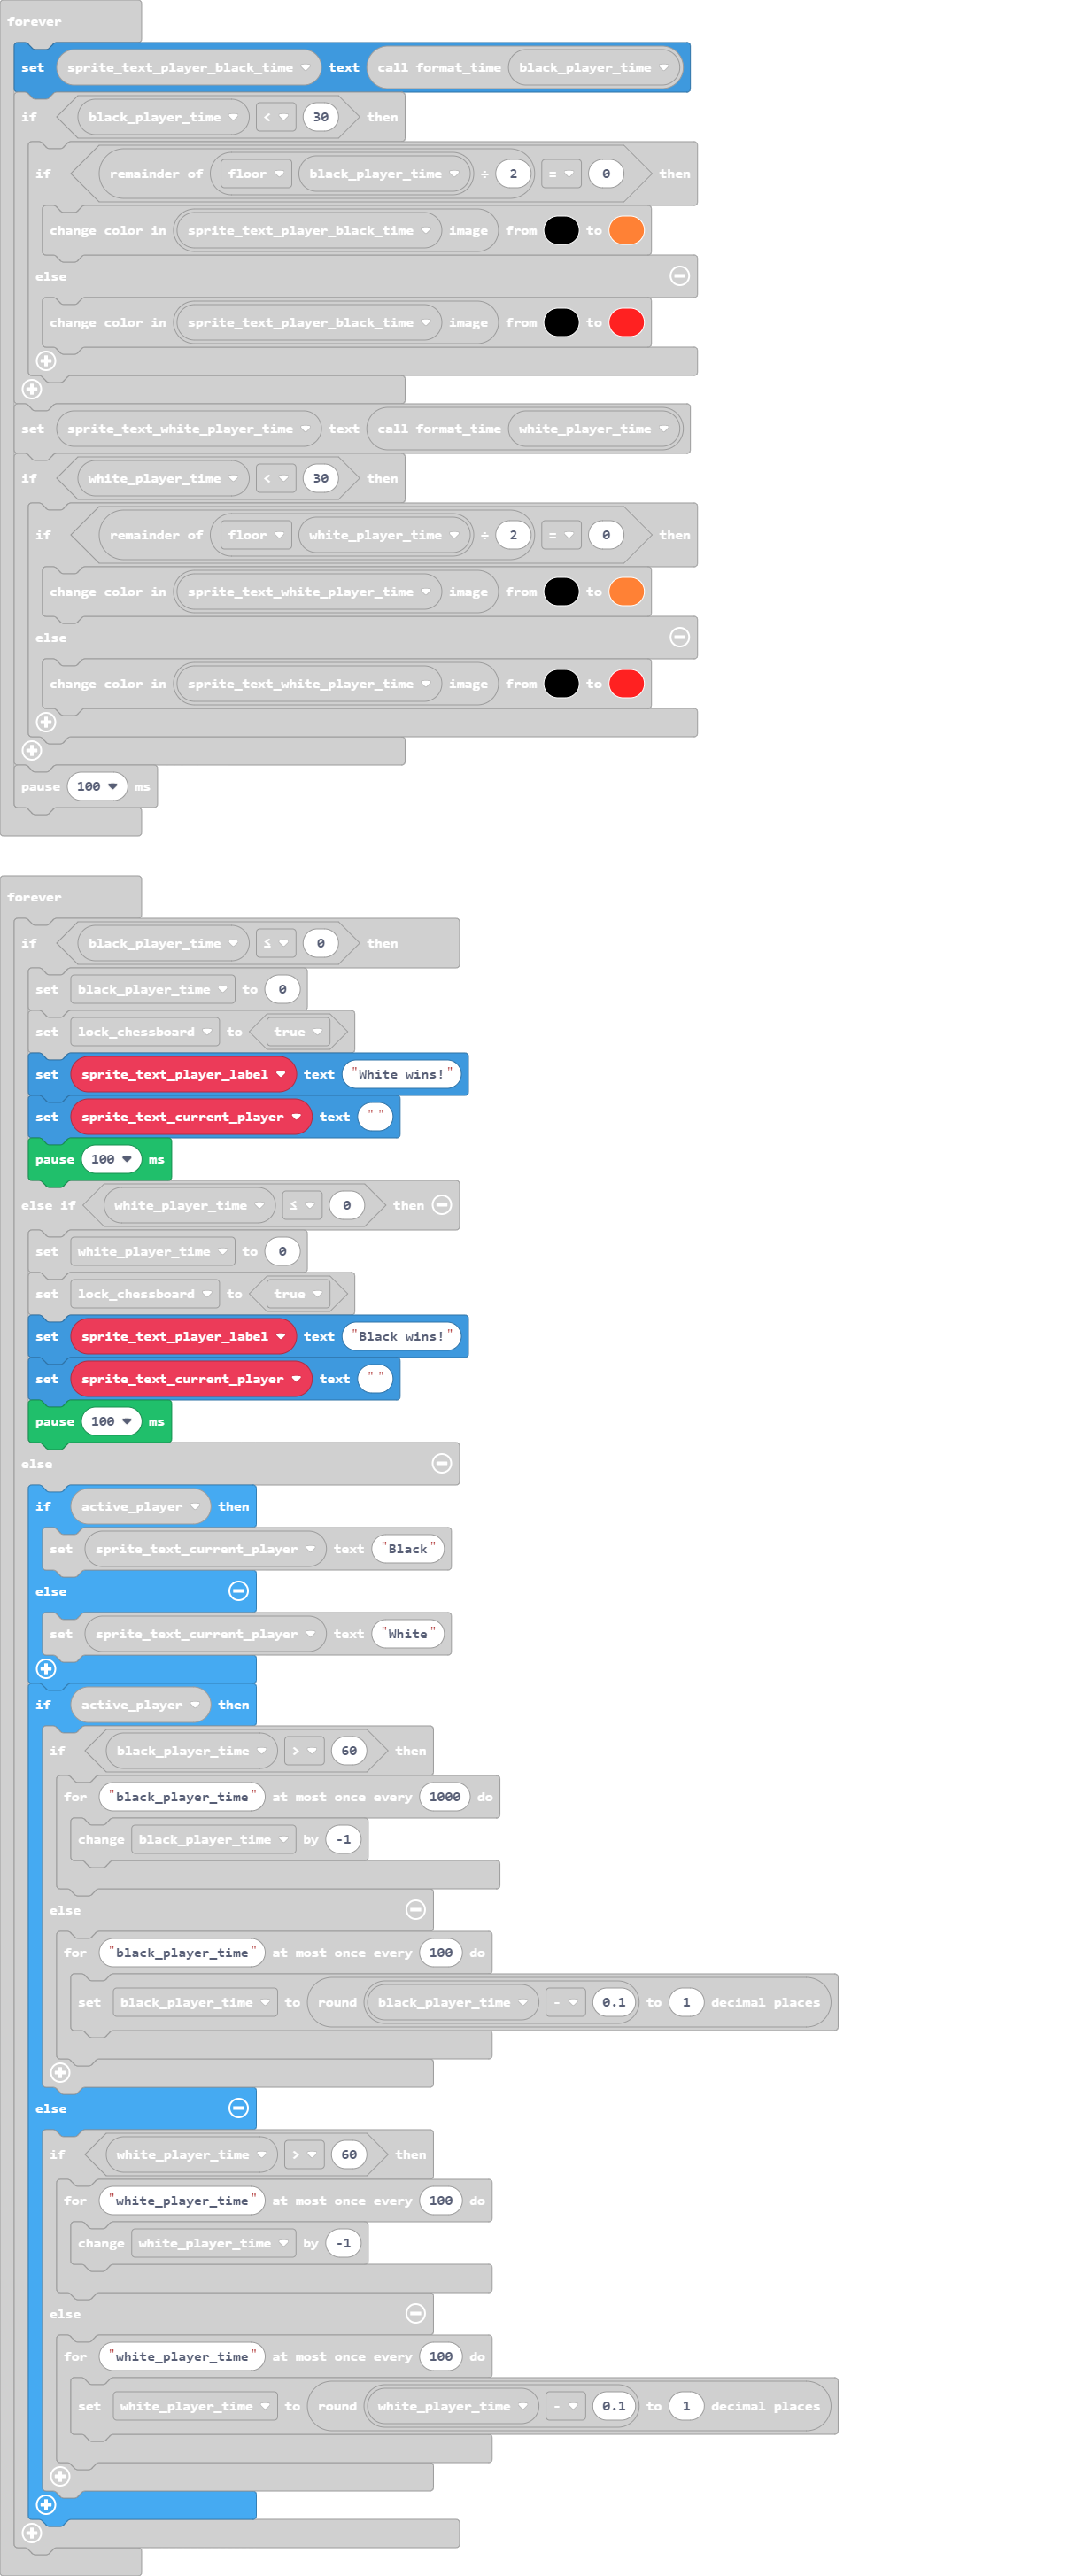 forever
set sprite_text_player_black_time text call format_time black_player_time
if black_player_time < 30 then
if remainder of floor black_player_time ÷ 2 = 0 then
change color in sprite_text_player_black_time image from to
else
change color in sprite_text_player_black_time image from to
set sprite_text_white_player_time text call format_time white_player_time
if white_player_time < 30 then
if remainder of floor white_player_time ÷ 2 = 0 then
change color in sprite_text_white_player_time image from to
else
change color in sprite_text_white_player_time image from to
pause 100 ms
forever
if black_player_time ≤ 0 then
set black_player_time to 0
set lock_chessboard to true
set sprite_text_player_label text "White wins!"
set sprite_text_current_player text " "
pause 100 ms
else if white_player_time ≤ 0 then
set white_player_time to 0
set lock_chessboard to true
set sprite_text_player_label text "Black wins!"
set sprite_text_current_player text " "
pause 100 ms
else
if active_player then
set sprite_text_current_player text "Black"
else
set sprite_text_current_player text "White"
if active_player then
if black_player_time > 60 then
for "black_player_time" at most once every 1000 do
change black_player_time by -1
else
for "black_player_time" at most once every 100 do
set black_player_time to round black_player_time - 0.1 to 1 decimal places
else
if white_player_time > 60 then
for "white_player_time" at most once every 100 do
change white_player_time by -1
else
for "white_player_time" at most once every 100 do
set white_player_time to round white_player_time - 0.1 to 1 decimal places